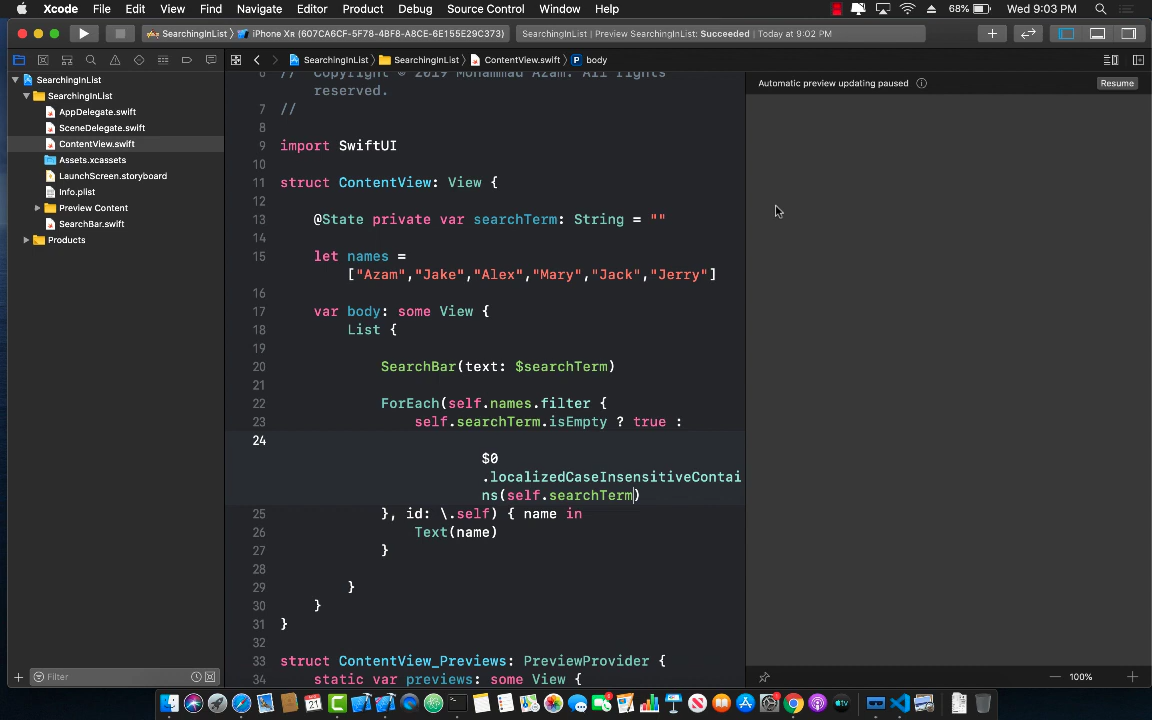 Xcode File Edit View Find Navigate Editor Product Debug Source Control Window Help 68% Wed 9:03 PM
SearchingInList iPhone XR (607CA6CF-5F78-4BF8-A8CE-6E155E29C373) SearchingInList | Preview SearchingInList: Succeeded | Today at 9:02 PM
SearchingInList SearchingInList ContentView.swift P body
SearchingInList
SearchingInList
AppDelegate.swift
SceneDelegate.swift
ContentView.swift
Assets.xcassets
LaunchScreen.storyboard
Info.plist
Preview Content
SearchBar.swift
Products
Filter
6 // Copyright © 2019 Mohammad Azam. All rights
reserved.
7 //
8
9 import SwiftUI
10
11 struct ContentView: View {
12
13 @State private var searchTerm: String = ""
14
15 let names =
["Azam","Jake","Alex","Mary","Jack","Jerry"]
16
17 var body: some View {
18 List {
19
20 SearchBar(text: $searchTerm)
21
22 ForEach(self.names.filter {
23 self.searchTerm.isEmpty ? true :
24
$0
.localizedCaseInsensitiveContai
ns(self.searchTerm)
25 }, id: \.self) { name in
26 Text(name)
27 }
28
29 }
30 }
31 }
32
33 struct ContentView_Previews: PreviewProvider {
34 static var previews: some View {
Automatic preview updating paused
Resume
100%